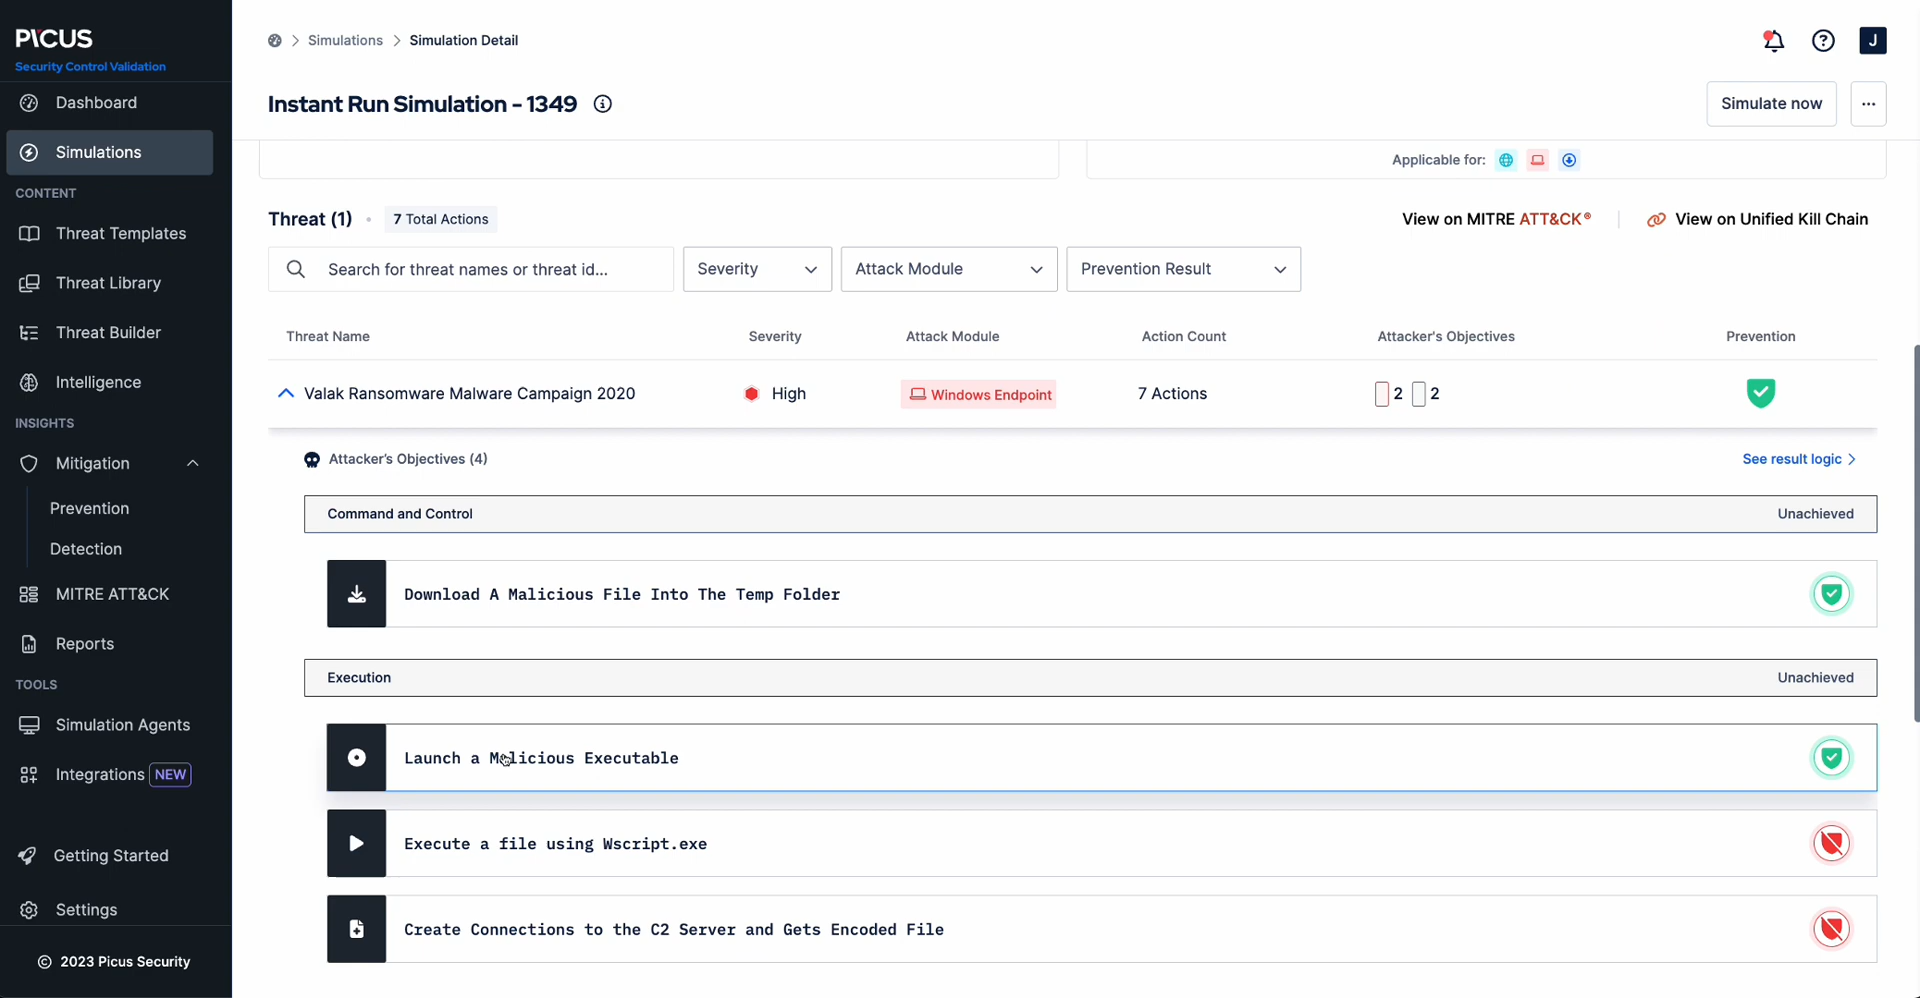 PICUS
Security Control Validation
Dashboard
Simulations
CONTENT
Threat Templates
Threat Library
Threat Builder
Intelligence
INSIGHTS
Mitigation
Prevention
Detection
MITRE ATT&CK
Reports
TOOLS
Simulation Agents
Integrations NEW
Getting Started
Settings
© 2023 Picus Security
Simulations > Simulation Detail
J
Instant Run Simulation - 1349
Simulate now
...
Applicable for:
Threat (1) • 7 Total Actions
View on MITRE ATT&CK®
View on Unified Kill Chain
Search for threat names or threat id...
Severity
Attack Module
Prevention Result
Threat Name Severity Attack Module Action Count Attacker's Objectives Prevention
Valak Ransomware Malware Campaign 2020 High Windows Endpoint 7 Actions 2 2
Attacker's Objectives (4)
See result logic >
Command and Control Unachieved
Download A Malicious File Into The Temp Folder
Execution Unachieved
Launch a Malicious Executable
Execute a file using Wscript.exe
Create Connections to the C2 Server and Gets Encoded File